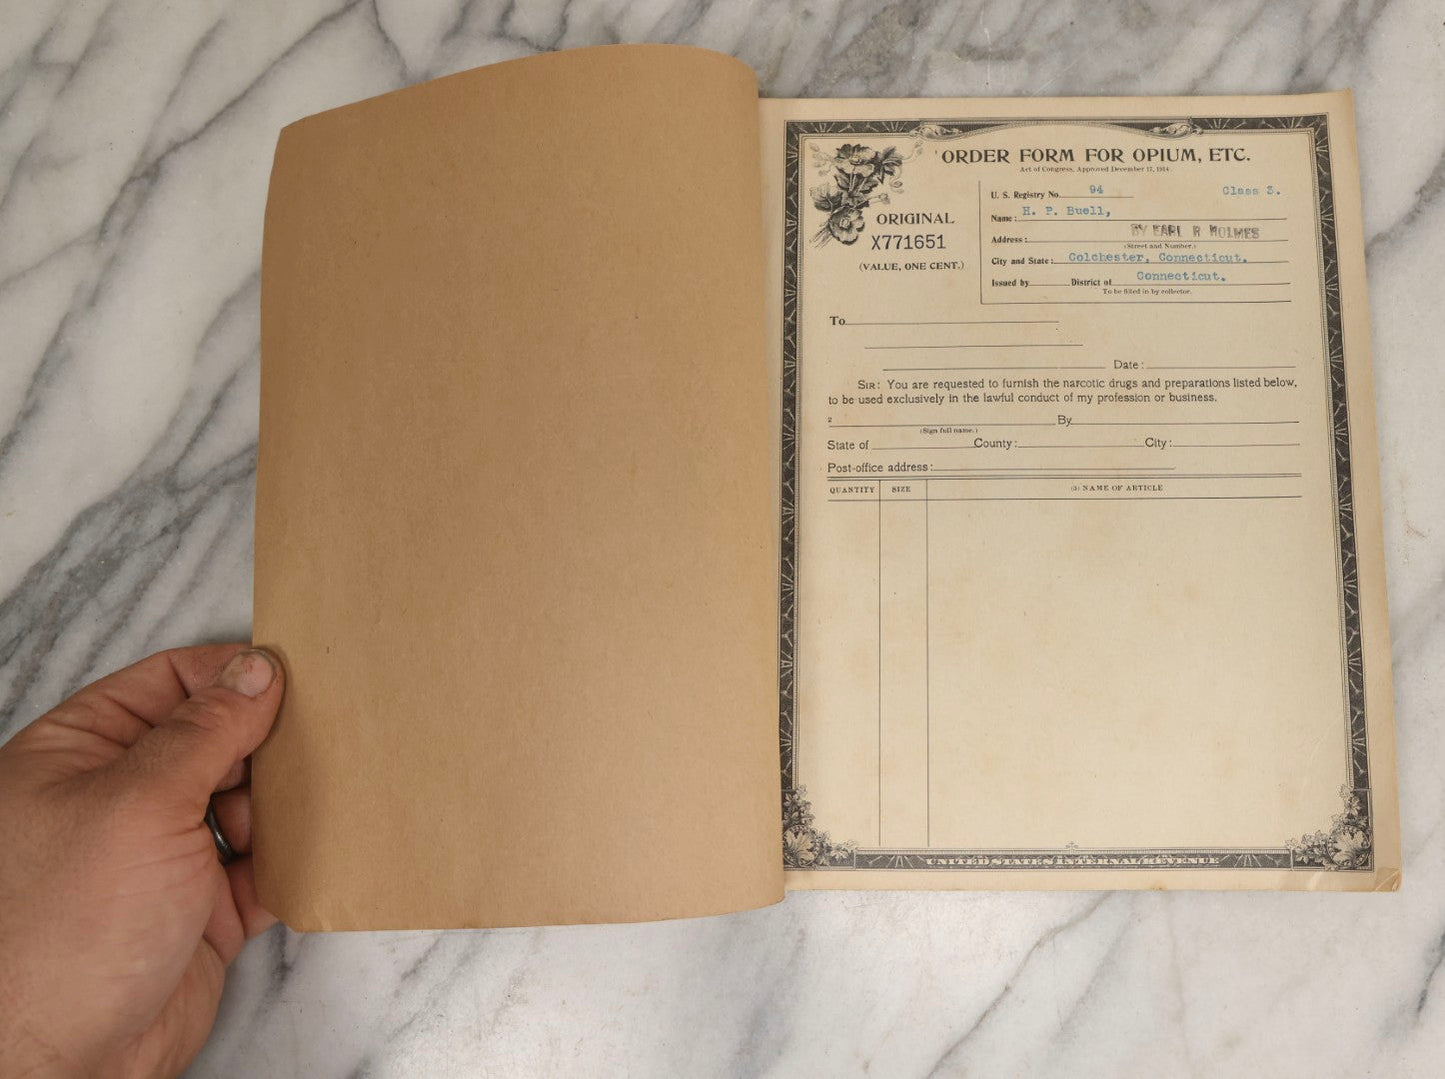 ORDER FORM FOR OPIUM, ETC.
Act of Congress, Approved December 17, 1914
U. S. Registry No. 94 Class 3.
ORIGINAL
X771651
(VALUE, ONE CENT.)
Name: H. P. Buell,
BY EARL R HOLMES
Address:
(Street and Number.)
City and State: Colchester, Connecticut.
Issued by District of Connecticut.
To be filled in by collector.
To
Date:
SIR: You are requested to furnish the narcotic drugs and preparations listed below,
to be used exclusively in the lawful conduct of my profession or business.
2 By
(Sign full name.)
State of County: City:
Post-office address:
QUANTITY SIZE (3) NAME OF ARTICLE
UNITED STATES INTERNAL REVENUE